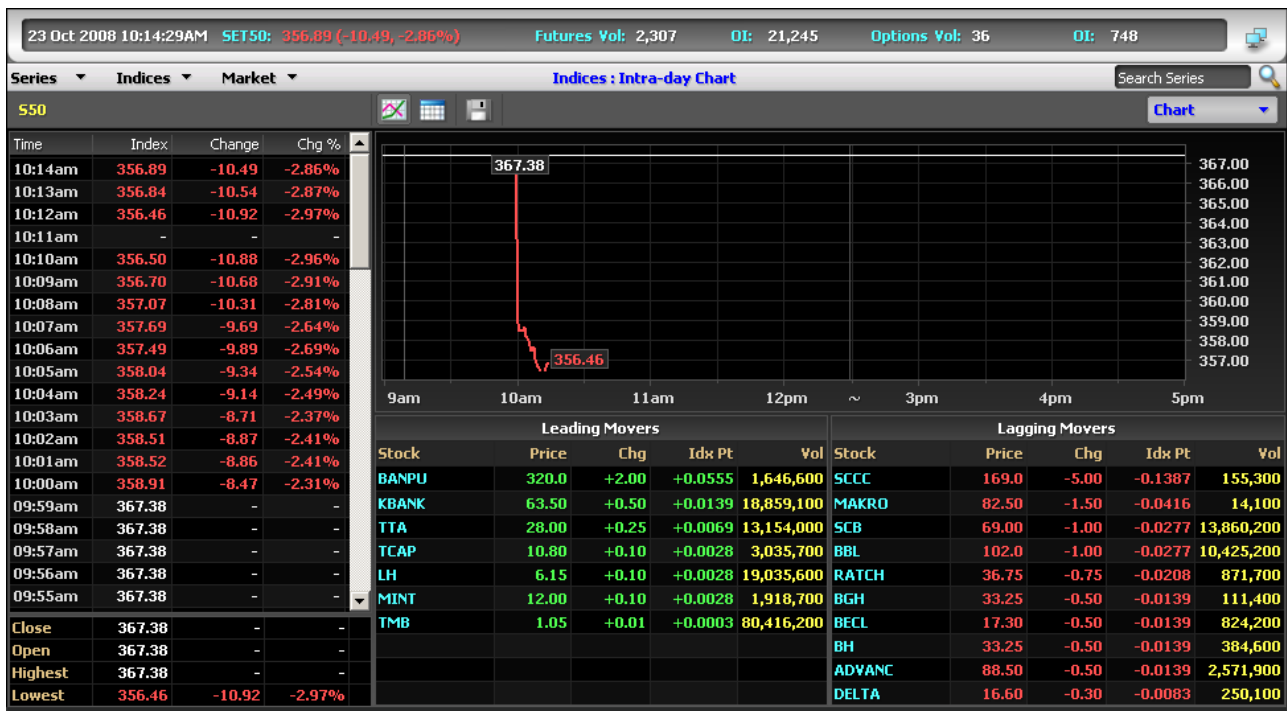 23 Oct 2008 10:14:29AM SET50: 356.89 (-10.49, -2.86%) Futures Vol: 2,307 OI: 21,245 Options Vol: 36 OI: 748
Series Indices Market Indices : Intra-day Chart Search Series
S50 Chart
Time Index Change Chg %
10:14am 356.89 -10.49 -2.86%
10:13am 356.84 -10.54 -2.87%
10:12am 356.46 -10.92 -2.97%
10:11am - - -
10:10am 356.50 -10.88 -2.96%
10:09am 356.70 -10.68 -2.91%
10:08am 357.07 -10.31 -2.81%
10:07am 357.69 -9.69 -2.64%
10:06am 357.49 -9.89 -2.69%
10:05am 358.04 -9.34 -2.54%
10:04am 358.24 -9.14 -2.49%
10:03am 358.67 -8.71 -2.37%
10:02am 358.51 -8.87 -2.41%
10:01am 358.52 -8.86 -2.41%
10:00am 358.91 -8.47 -2.31%
09:59am 367.38 - -
09:58am 367.38 - -
09:57am 367.38 - -
09:56am 367.38 - -
09:55am 367.38 - -
Close 367.38 - -
Open 367.38 - -
Highest 367.38 - -
Lowest 356.46 -10.92 -2.97%
367.38
356.46
367.00
366.00
365.00
364.00
363.00
362.00
361.00
360.00
359.00
358.00
357.00
9am 10am 11am 12pm ~ 3pm 4pm 5pm
Leading Movers
Stock Price Chg Idx Pt Vol
BANPU 320.0 +2.00 +0.0555 1,646,600
KBANK 63.50 +0.50 +0.0139 18,859,100
TTA 28.00 +0.25 +0.0069 13,154,000
TCAP 10.80 +0.10 +0.0028 3,035,700
LH 6.15 +0.10 +0.0028 19,035,600
MINT 12.00 +0.10 +0.0028 1,918,700
TMB 1.05 +0.01 +0.0003 80,416,200
Lagging Movers
Stock Price Chg Idx Pt Vol
SCCC 169.0 -5.00 -0.1387 155,300
MAKRO 82.50 -1.50 -0.0416 14,100
SCB 69.00 -1.00 -0.0277 13,860,200
BBL 102.0 -1.00 -0.0277 10,425,200
RATCH 36.75 -0.75 -0.0208 871,700
BGH 33.25 -0.50 -0.0139 111,400
BECL 17.30 -0.50 -0.0139 824,200
BH 33.25 -0.50 -0.0139 384,600
ADVANC 88.50 -0.50 -0.0139 2,571,900
DELTA 16.60 -0.30 -0.0083 250,100